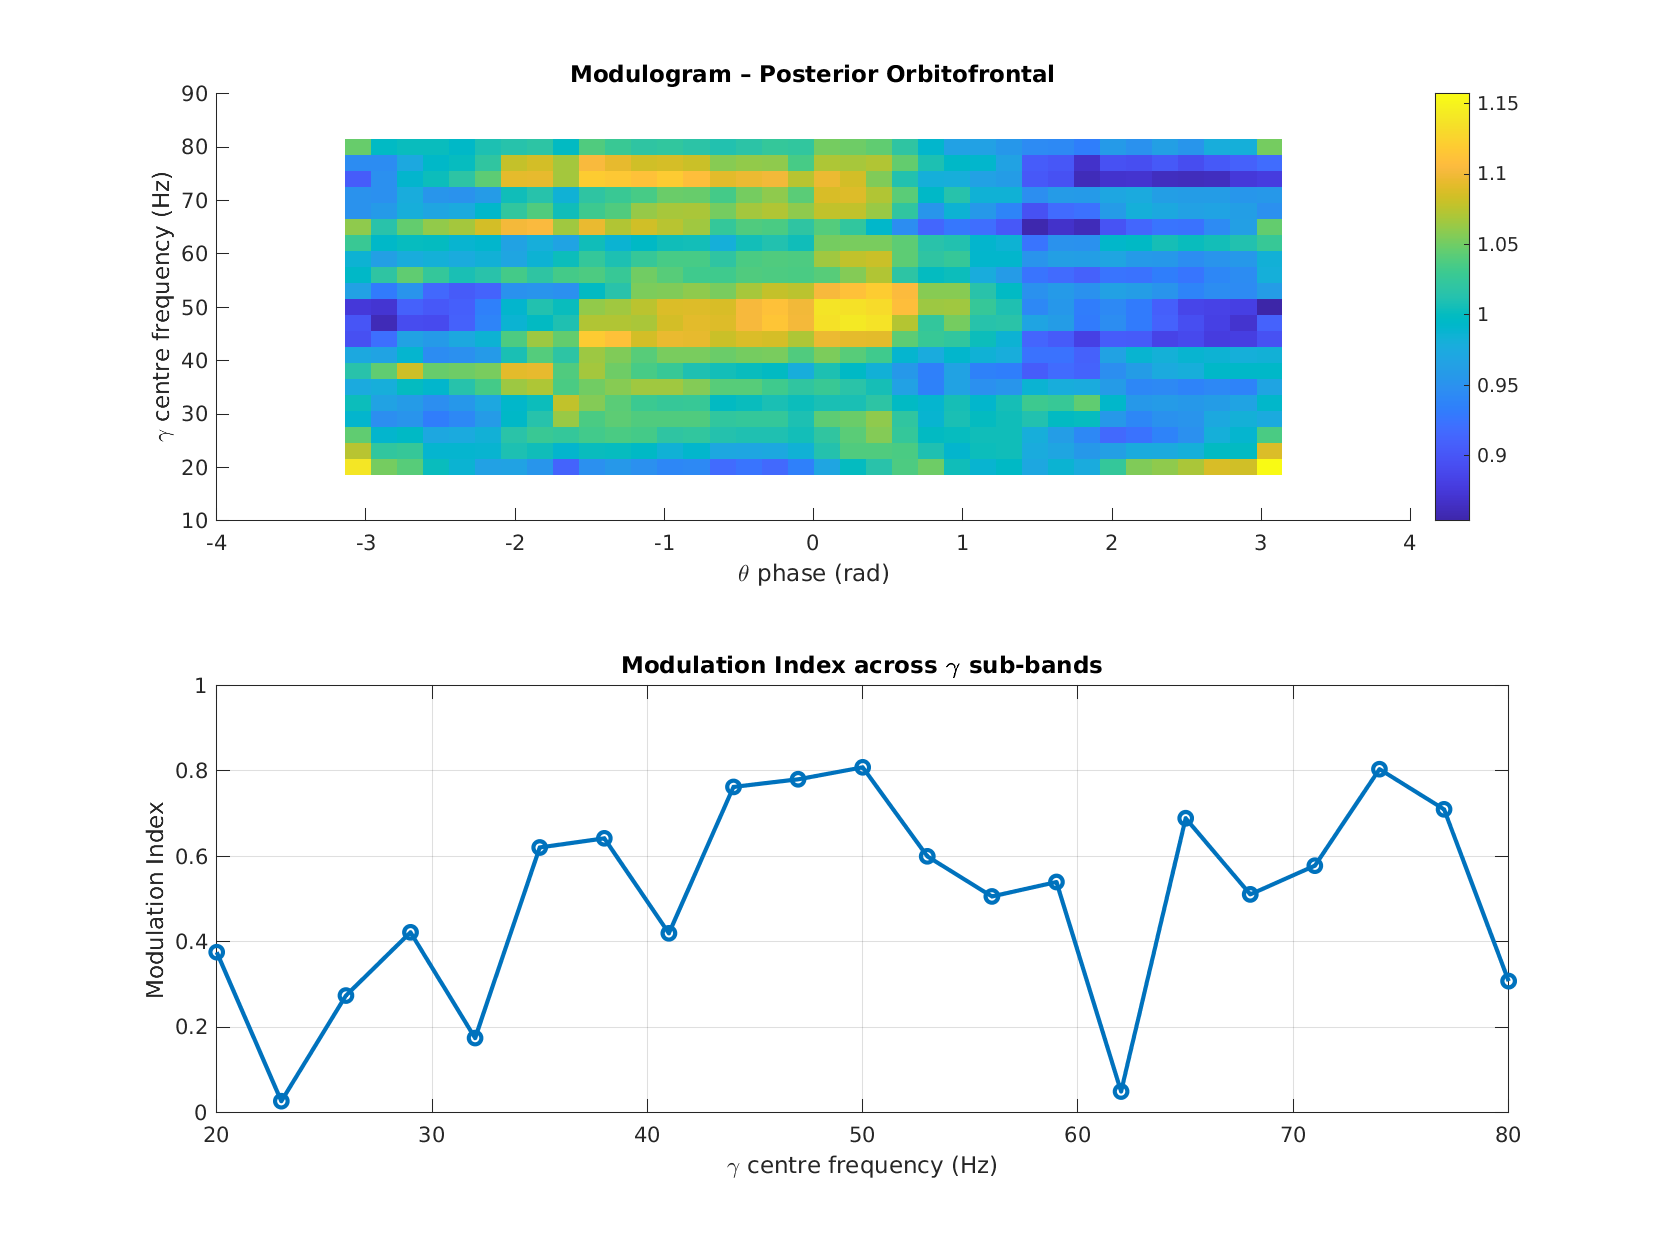 Modulogram – Posterior Orbitofrontal
90
80
70
60
50
40
30
20
10
γ centre frequency (Hz)
-4 -3 -2 -1 0 1 2 3 4
θ phase (rad)
1.15
1.1
1.05
1
0.95
0.9
Modulation Index across γ sub-bands
1
0.8
0.6
0.4
0.2
0
Modulation Index
20 30 40 50 60 70 80
γ centre frequency (Hz)